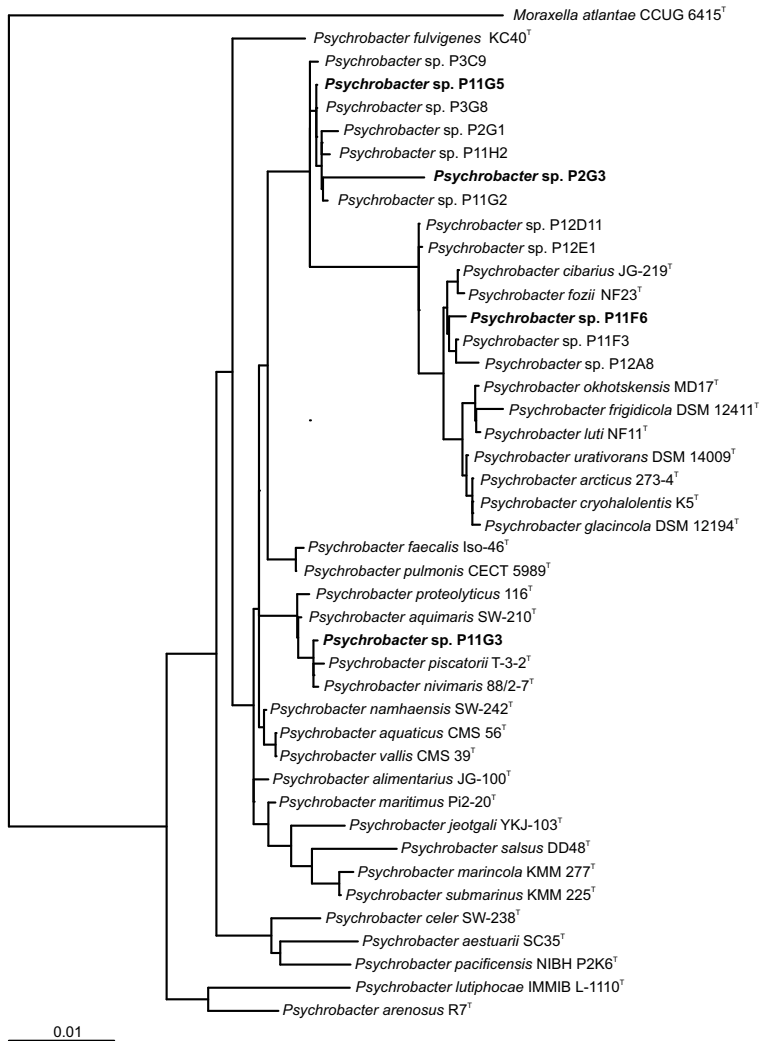 Moraxella atlantae CCUG 6415T
Psychrobacter fulvigenes KC40T
Psychrobacter sp. P3C9
Psychrobacter sp. P11G5
Psychrobacter sp. P3G8
Psychrobacter sp. P2G1
Psychrobacter sp. P11H2
Psychrobacter sp. P2G3
Psychrobacter sp. P11G2
Psychrobacter sp. P12D11
Psychrobacter sp. P12E1
Psychrobacter cibarius JG-219T
Psychrobacter fozii NF23T
Psychrobacter sp. P11F6
Psychrobacter sp. P11F3
Psychrobacter sp. P12A8
Psychrobacter okhotskensis MD17T
Psychrobacter frigidicola DSM 12411T
Psychrobacter luti NF11T
Psychrobacter urativorans DSM 14009T
Psychrobacter arcticus 273-4T
Psychrobacter cryohalolentis K5T
Psychrobacter glacincola DSM 12194T
Psychrobacter faecalis Iso-46T
Psychrobacter pulmonis CECT 5989T
Psychrobacter proteolyticus 116T
Psychrobacter aquimaris SW-210T
Psychrobacter sp. P11G3
Psychrobacter piscatorii T-3-2T
Psychrobacter nivimaris 88/2-7T
Psychrobacter namhaensis SW-242T
Psychrobacter aquaticus CMS 56T
Psychrobacter vallis CMS 39T
Psychrobacter alimentarius JG-100T
Psychrobacter maritimus Pi2-20T
Psychrobacter jeotgali YKJ-103T
Psychrobacter salsus DD48T
Psychrobacter marincola KMM 277T
Psychrobacter submarinus KMM 225T
Psychrobacter celer SW-238T
Psychrobacter aestuarii SC35T
Psychrobacter pacificensis NIBH P2K6T
Psychrobacter lutiphocae IMMIB L-1110T
Psychrobacter arenosus R7T
0.01